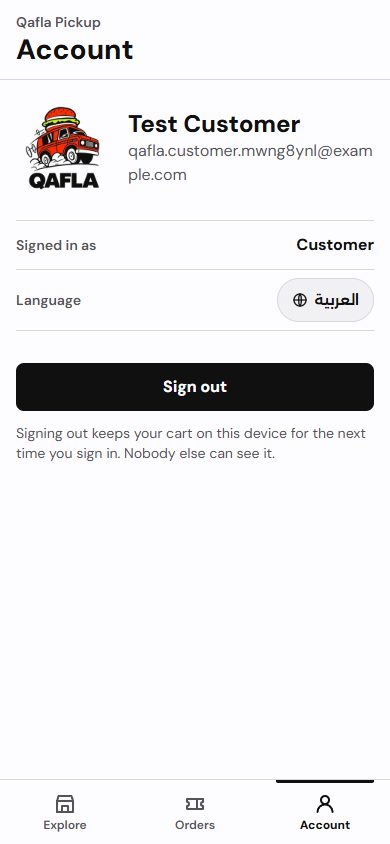 Qafla Pickup
Account
QAFLA
Test Customer
qafla.customer.mwng8ynl@exam
ple.com
Signed in as
Customer
Language
العربية
Sign out
Signing out keeps your cart on this device for the next
time you sign in. Nobody else can see it.
Explore
Orders
Account